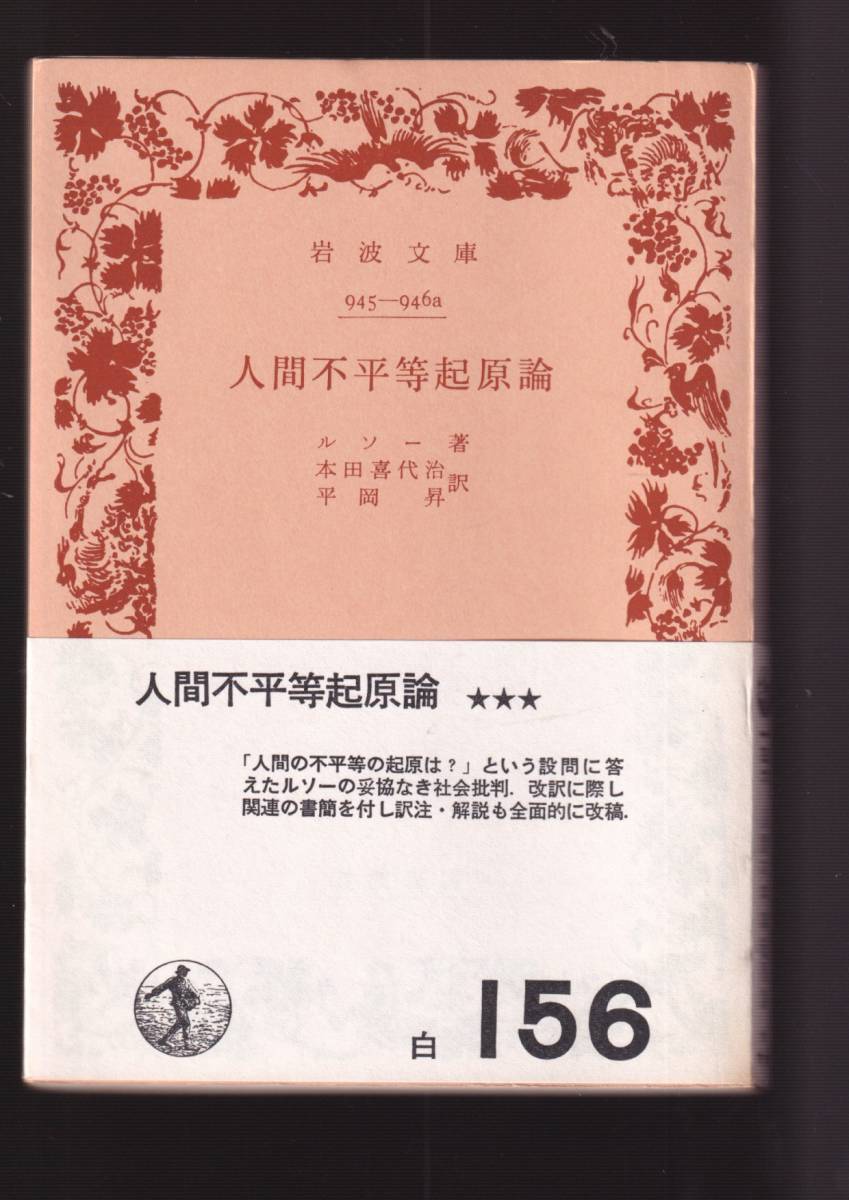 岩波文庫
945—946a
人間不平等起原論
ルソー著
本田喜代治
平岡昇
訳
人間不平等起原論 ★★★
「人間の不平等の起原は?」という設問に答
えたルソーの妥協なき社会批判. 改訳に際し
関連の書簡を付し訳注・解説も全面的に改稿.
白 156